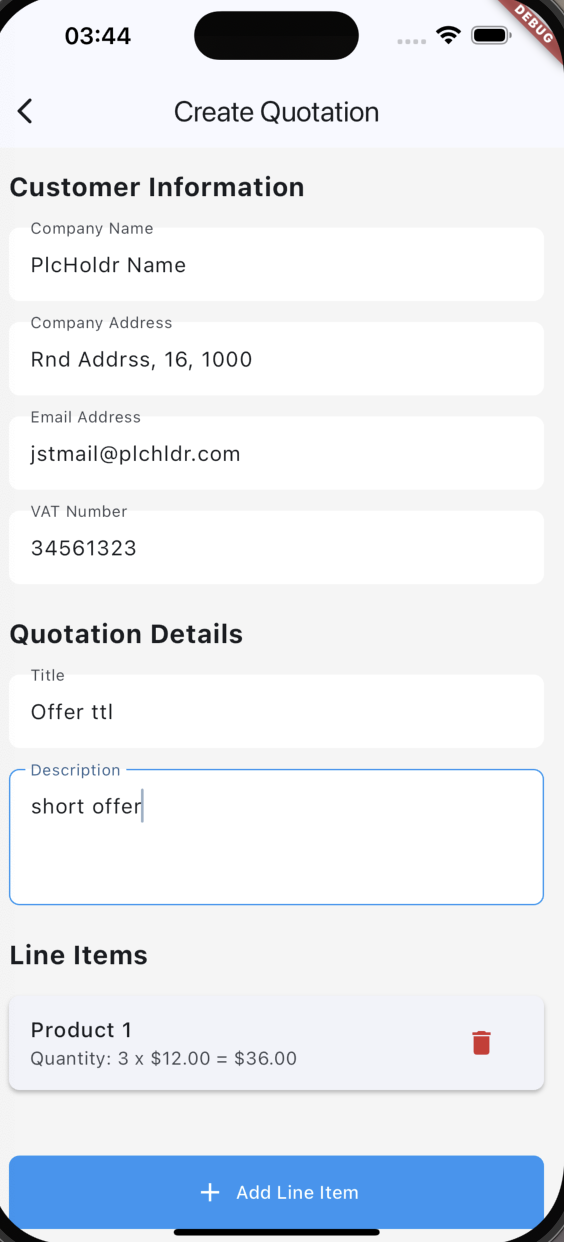 03:44
DEBUG
Create Quotation
Customer Information
Company Name
PlcHoldr Name
Company Address
Rnd Addrss, 16, 1000
Email Address
jstmail@plchldr.com
VAT Number
34561323
Quotation Details
Title
Offer ttl
Description
short offer
Line Items
Product 1
Quantity: 3 x $12.00 = $36.00
+ Add Line Item